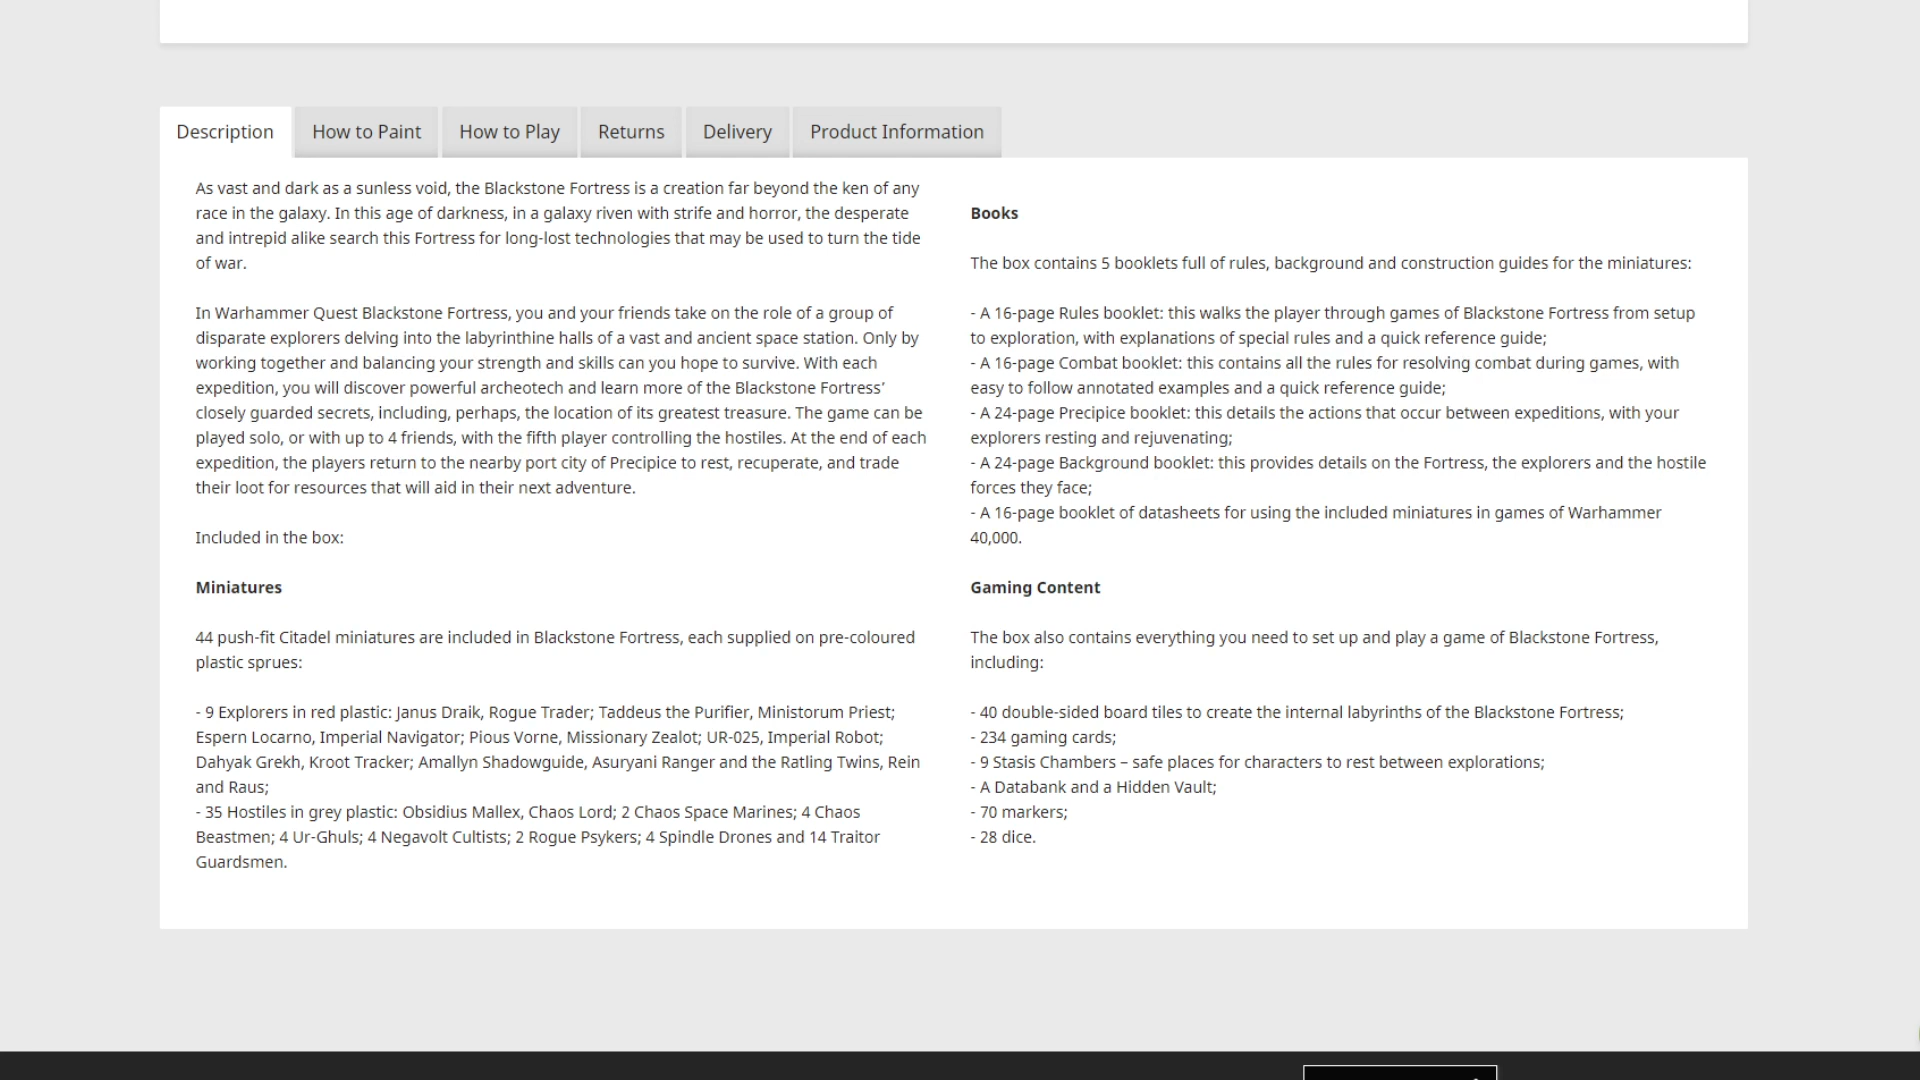 Description
How to Paint
How to Play
Returns
Delivery
Product Information
As vast and dark as a sunless void, the Blackstone Fortress is a creation far beyond the ken of any
race in the galaxy. In this age of darkness, in a galaxy riven with strife and horror, the desperate
and intrepid alike search this Fortress for long-lost technologies that may be used to turn the tide
of war.
In Warhammer Quest Blackstone Fortress, you and your friends take on the role of a group of
disparate explorers delving into the labyrinthine halls of a vast and ancient space station. Only by
working together and balancing your strength and skills can you hope to survive. With each
expedition, you will discover powerful archeotech and learn more of the Blackstone Fortress’
closely guarded secrets, including, perhaps, the location of its greatest treasure. The game can be
played solo, or with up to 4 friends, with the fifth player controlling the hostiles. At the end of each
expedition, the players return to the nearby port city of Precipice to rest, recuperate, and trade
their loot for resources that will aid in their next adventure.
Included in the box:
Miniatures
44 push-fit Citadel miniatures are included in Blackstone Fortress, each supplied on pre-coloured
plastic sprues:
- 9 Explorers in red plastic: Janus Draik, Rogue Trader; Taddeus the Purifier, Ministorum Priest;
Espern Locarno, Imperial Navigator; Pious Vorne, Missionary Zealot; UR-025, Imperial Robot;
Dahyak Grekh, Kroot Tracker; Amallyn Shadowguide, Asuryani Ranger and the Ratling Twins, Rein
and Raus;
- 35 Hostiles in grey plastic: Obsidius Mallex, Chaos Lord; 2 Chaos Space Marines; 4 Chaos
Beastmen; 4 Ur-Ghuls; 4 Negavolt Cultists; 2 Rogue Psykers; 4 Spindle Drones and 14 Traitor
Guardsmen.
Books
The box contains 5 booklets full of rules, background and construction guides for the miniatures:
- A 16-page Rules booklet: this walks the player through games of Blackstone Fortress from setup
to exploration, with explanations of special rules and a quick reference guide;
- A 16-page Combat booklet: this contains all the rules for resolving combat during games, with
easy to follow annotated examples and a quick reference guide;
- A 24-page Precipice booklet: this details the actions that occur between expeditions, with your
explorers resting and rejuvenating;
- A 24-page Background booklet: this provides details on the Fortress, the explorers and the hostile
forces they face;
- A 16-page booklet of datasheets for using the included miniatures in games of Warhammer
40,000.
Gaming Content
The box also contains everything you need to set up and play a game of Blackstone Fortress,
including:
- 40 double-sided board tiles to create the internal labyrinths of the Blackstone Fortress;
- 234 gaming cards;
- 9 Stasis Chambers – safe places for characters to rest between explorations;
- A Databank and a Hidden Vault;
- 70 markers;
- 28 dice.